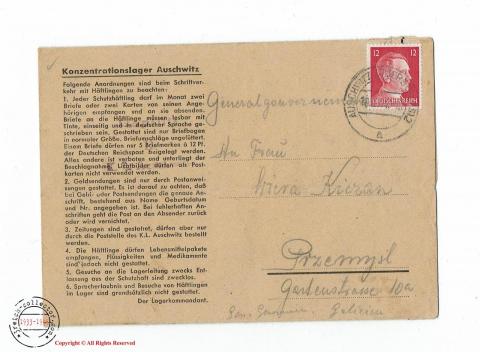 Konzentrationslager Auschwitz
Folgende Anordnungen sind beim Schriftver-
kehr mit Häftlingen zu beachten:
1. Jeder Schutzhäftling darf im Monat zwei
Briefe oder zwei Karten von seinen Ange-
hörigen empfangen und an sie absenden.
Briefe an die Häftlinge müssen lesbar mit
Tinte, einseitig und in deutscher Sprache ge-
schrieben sein. Gestattet sind nur Briefbogen
in normaler Größe. Briefumschläge ungefüttert.
Einem Briefe dürfen nur 5 Briefmarken à 12 Pf.
der Deutschen Reichspost beigelegt werden.
Alles andere ist verboten und unterliegt der
Beschlagnahme. Lichtbilder dürfen als Post-
karten nicht verwendet werden.
2. Geldsendungen sind nur durch Postanwei-
sungen gestattet. Es ist darauf zu achten, daß
bei Geld- oder Postsendungen die genaue An-
schrift, bestehend aus Name Geburtsdatum
und Nr. angegeben ist. Bei fehlerhaften An-
schriften geht die Post an den Absender zurück
oder wird vernichtet.
3. Zeitungen sind gestattet, dürfen aber nur
durch die Poststelle des K.L. Auschwitz bestellt
werden.
4. Die Häftlinge dürfen Lebensmittelpakete
empfangen, Flüssigkeiten und Medikamente
sind jedoch nicht gestattet.
5. Gesuche an die Lagerleitung zwecks Ent-
lassung aus der Schutzhaft sind zwecklos.
6. Sprecherlaubnis und Besuche von Häftlingen
im Lager sind grundsätzlich nicht gestattet.
Der Lagerkommandant.
12 12
DEUTSCHES REICH
AUSCHWITZ
a
Generalgouvernement
An Frau
Kiczan
Przemyśl
Gartenstrasse 10a
Galizien
reich-collector.com
1933-19
Copyright © All Rights Reserved